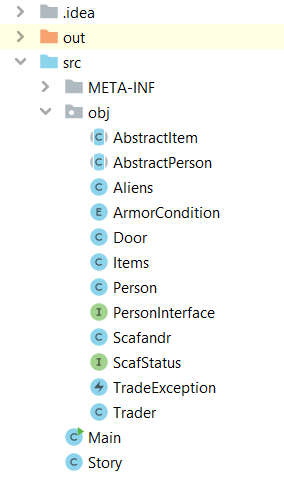 .idea
out
src
META-INF
obj
AbstractItem
AbstractPerson
Aliens
ArmorCondition
Door
Items
Person
PersonInterface
Scafandr
ScafStatus
TradeException
Trader
Main
Story